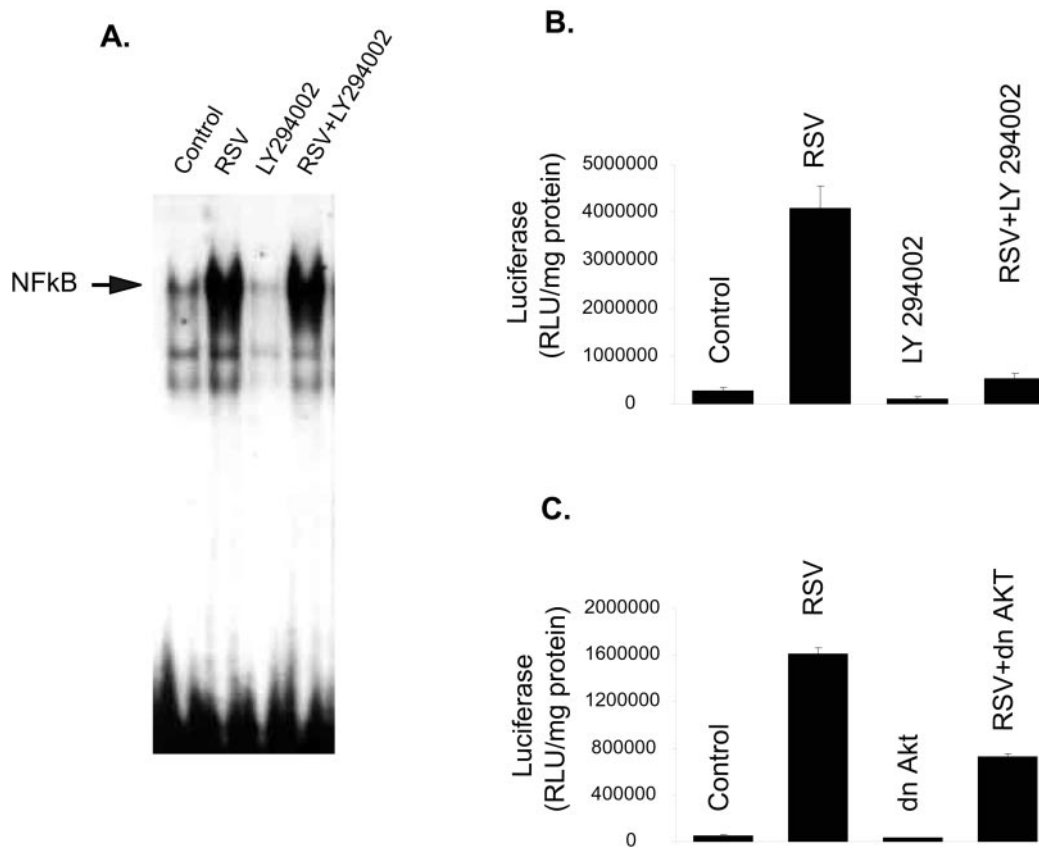 A.
Control
RSV
LY294002
RSV+LY294002
NFkB
B.
Luciferase
(RLU/mg protein)
5000000
4000000
3000000
2000000
1000000
0
Control
RSV
LY 294002
RSV+LY 294002
C.
Luciferase
(RLU/mg protein)
2000000
1600000
1200000
800000
400000
0
Control
RSV
dn Akt
RSV+dn AKT